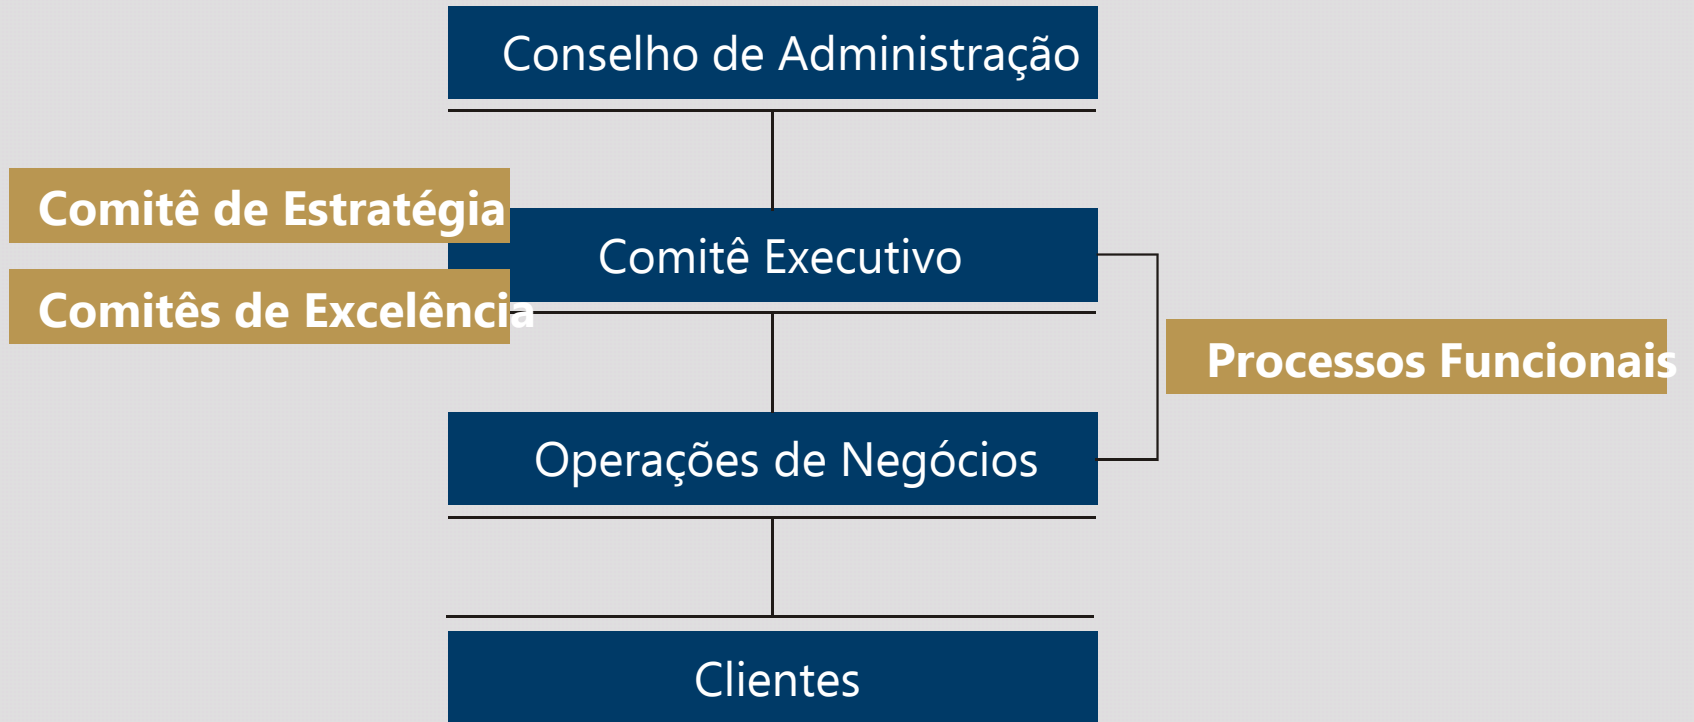 Conselho de Administração
Comitê de Estratégia
Comitê Executivo
Comitês de Excelência
Processos Funcionais
Operações de Negócios
Clientes